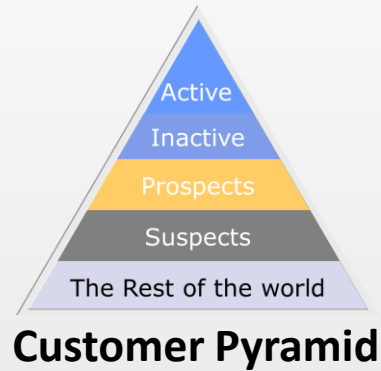 Active
Inactive
Prospects
Suspects
The Rest of the world
Customer Pyramid